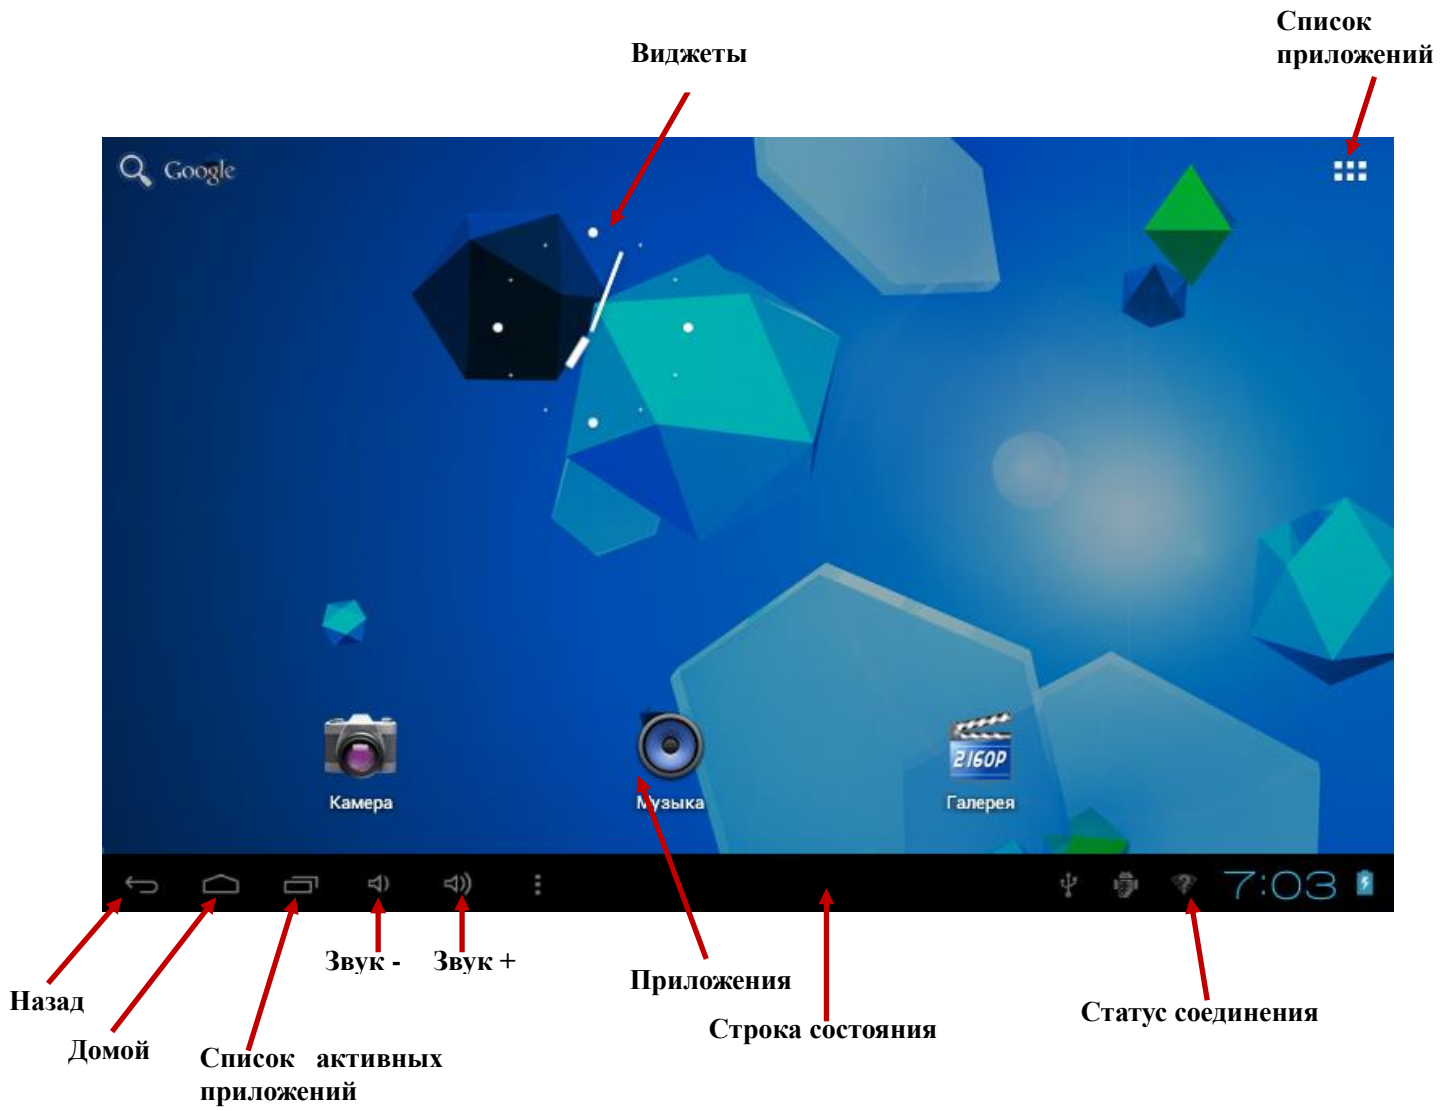 Список
приложений
Виджеты
Google
2160P
Камера
Музыка
Галерея
7:03
Звук -
Звук +
Приложения
Назад
Статус соединения
Строка состояния
Домой
Список активных
приложений